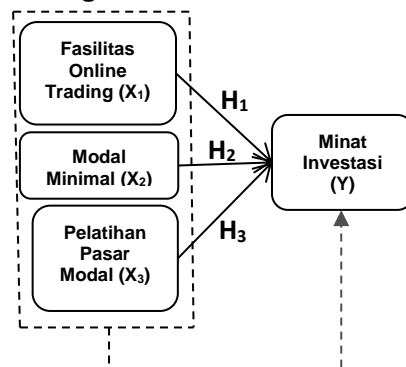 Fasilitas
Online
Trading (X₁)
H₁
Modal
Minimal (X₂)
H₂
Minat
Investasi
(Y)
Pelatihan
Pasar
Modal (X₃)
H₃